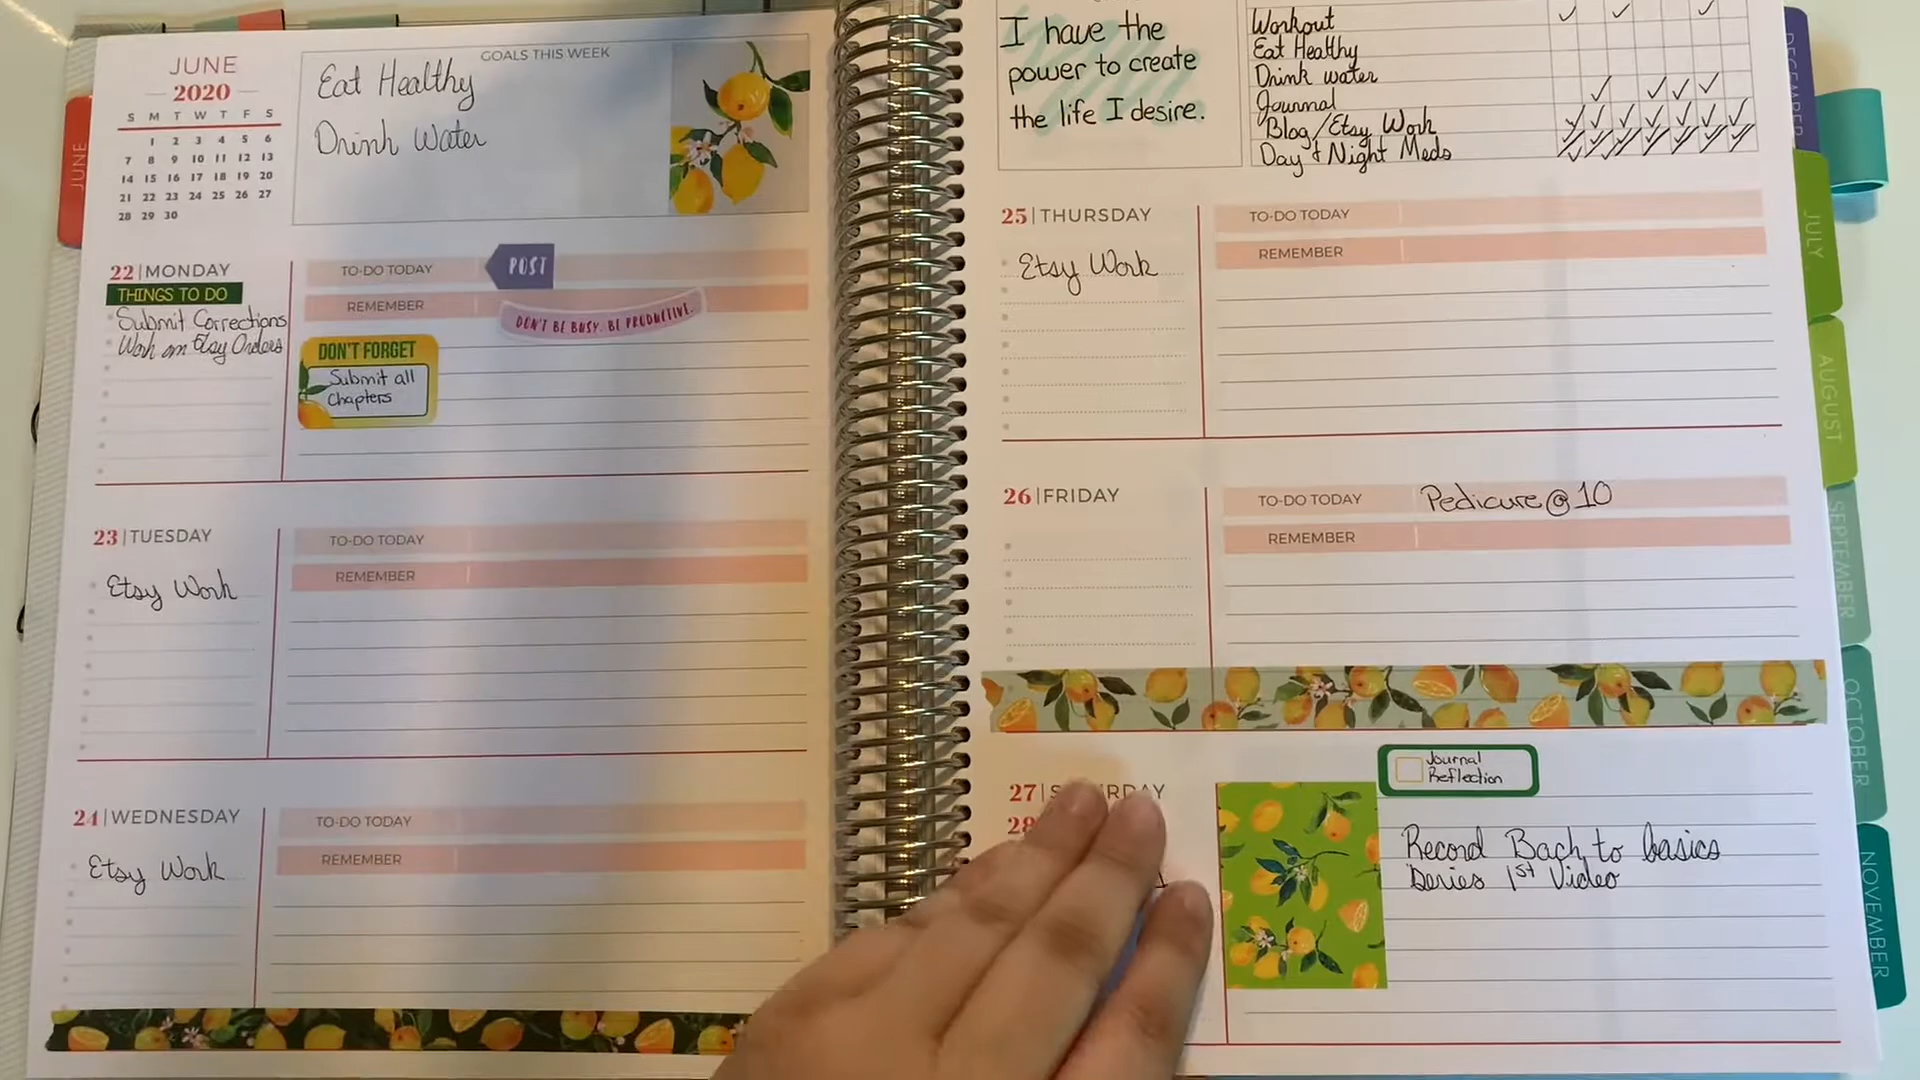 JUNE
2020
S M T W T F S
1 2 3 4 5 6
7 8 9 10 11 12 13
14 15 16 17 18 19 20
21 22 23 24 25 26 27
28 29 30
GOALS THIS WEEK
Eat Healthy
Drink Water
JUNE
22 | MONDAY
THINGS TO DO
Submit Corrections
Work on Etsy Orders
TO-DO TODAY
POST
REMEMBER
DON'T BE BUSY. BE PRODUCTIVE.
DON'T FORGET
Submit all
Chapters
23 | TUESDAY
Etsy Work
TO-DO TODAY
REMEMBER
24 | WEDNESDAY
Etsy Work
TO-DO TODAY
REMEMBER
I have the
power to create
the life I desire.
Workout
Eat Healthy
Drink water
Journal
Blog/Etsy Work
Day & Night Meds
25 | THURSDAY
Etsy Work
TO-DO TODAY
REMEMBER
26 | FRIDAY
TO-DO TODAY
Pedicure @ 10
REMEMBER
27 | SATURDAY
28
Journal
Reflection
Record Back to basics
Series 1st Video
DECEMBER
JULY
AUGUST
SEPTEMBER
OCTOBER
NOVEMBER